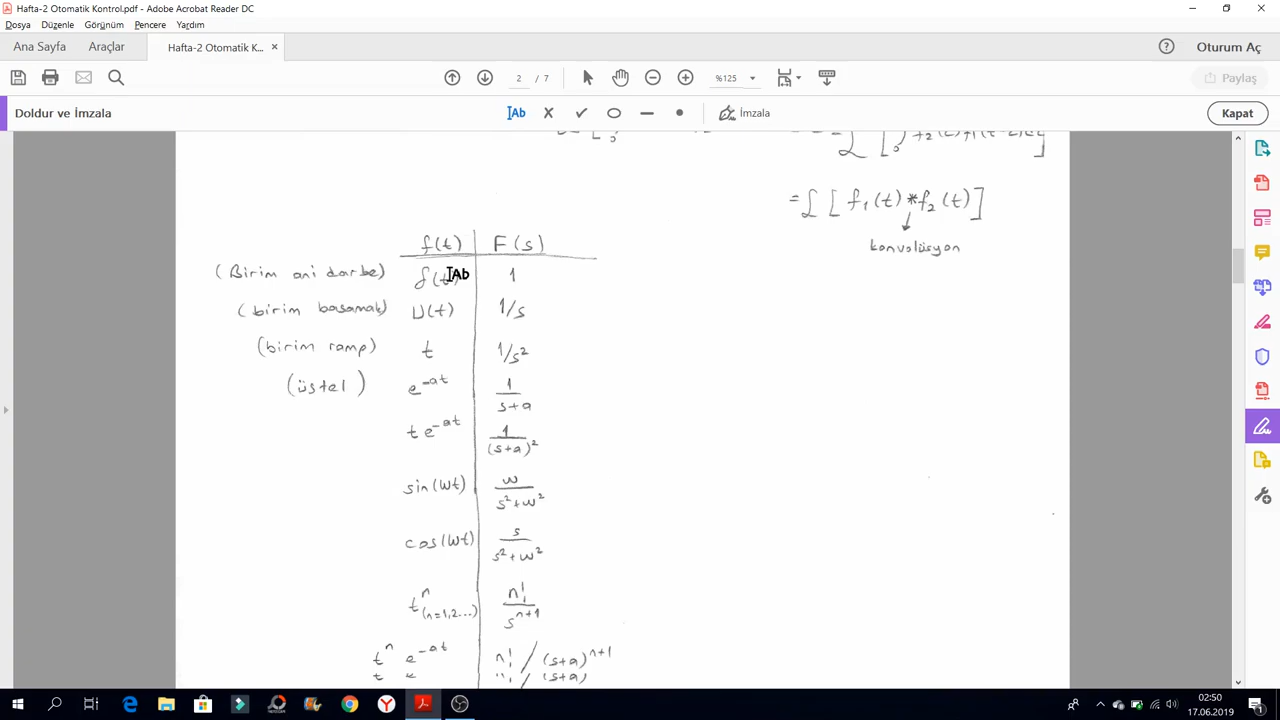 Hafta-2 Otomatik Kontrol.pdf - Adobe Acrobat Reader DC
Dosya Düzenle Görünüm Pencere Yardım
Ana Sayfa Araçlar Hafta-2 Otomatik K... × Oturum Aç
2 / 7 %125 Paylaş
Doldur ve İmzala IAb İmzala Kapat
= £ [ f₁(t) * f₂(t) ]
konvolüsyon
f(t) F(s)
(Birim ani darbe) δ(t) 1
IAb
(birim basamak) U(t) 1/s
(birim ramp) t 1/s²
(üstel) e^-at 1/(s+a)
t e^-at 1/(s+a)²
sin(wt) w/(s²+w²)
cos(wt) s/(s²+w²)
t^n (n=1,2...) n!/s^n+1
t^n e^-at n! / (s+a)^n+1
02:50
17.06.2019